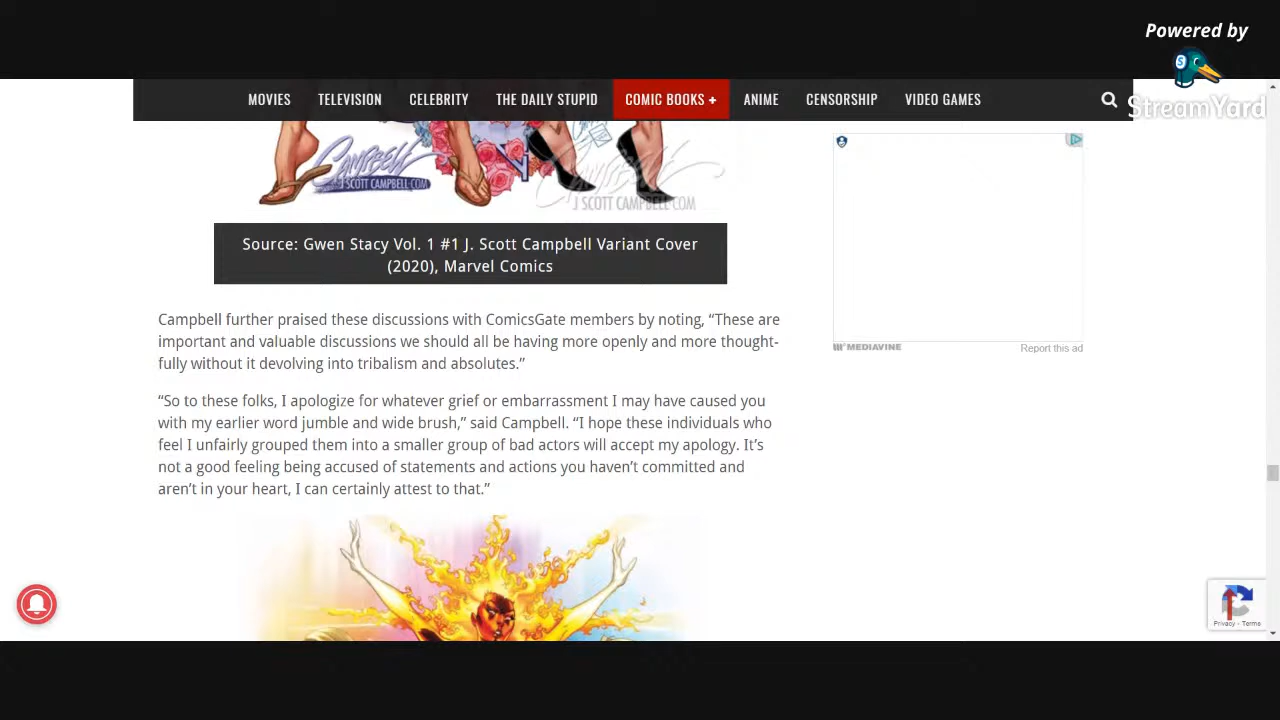 Powered by
StreamYard
MOVIES TELEVISION CELEBRITY THE DAILY STUPID COMIC BOOKS + ANIME CENSORSHIP VIDEO GAMES
CAMPBELL CAMPBELL
J SCOTT CAMPBELL.COM J SCOTT CAMPBELL.COM
Source: Gwen Stacy Vol. 1 #1 J. Scott Campbell Variant Cover
(2020), Marvel Comics
MEDIAVINE Report this ad
Campbell further praised these discussions with ComicsGate members by noting, “These are
important and valuable discussions we should all be having more openly and more thought-
fully without it devolving into tribalism and absolutes.”
“So to these folks, I apologize for whatever grief or embarrassment I may have caused you
with my earlier word jumble and wide brush,” said Campbell. “I hope these individuals who
feel I unfairly grouped them into a smaller group of bad actors will accept my apology. It’s
not a good feeling being accused of statements and actions you haven’t committed and
aren’t in your heart, I can certainly attest to that.”
Privacy - Terms